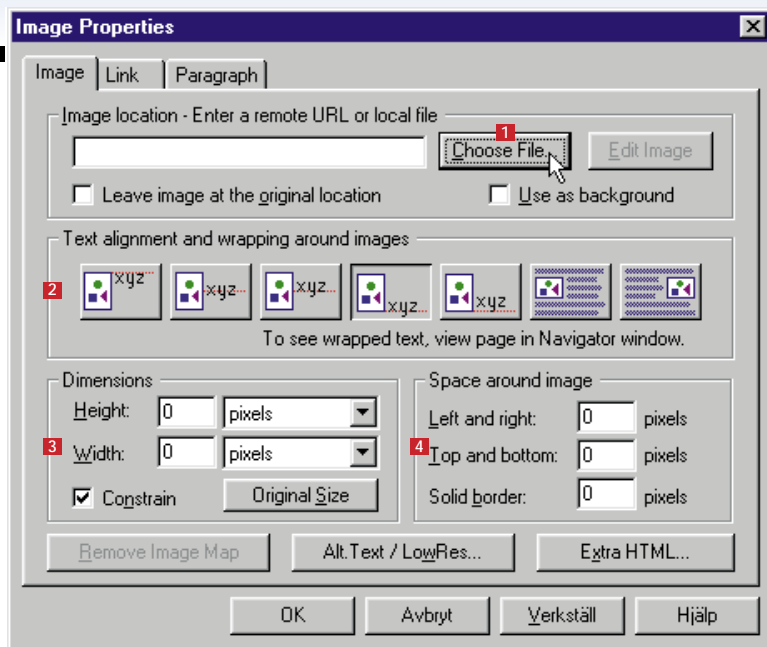 Image Properties
Image Link Paragraph
Image location - Enter a remote URL or local file
1
Choose File... Edit Image
Leave image at the original location Use as background
Text alignment and wrapping around images
2 xyz xyz xyz xyz xyz
To see wrapped text, view page in Navigator window.
Dimensions Space around image
Height: 0 pixels Left and right: 0 pixels
3 Width: 0 pixels 4 Top and bottom: 0 pixels
Constrain Original Size Solid border: 0 pixels
Remove Image Map Alt. Text / LowRes... Extra HTML...
OK Avbryt Verkställ Hjälp